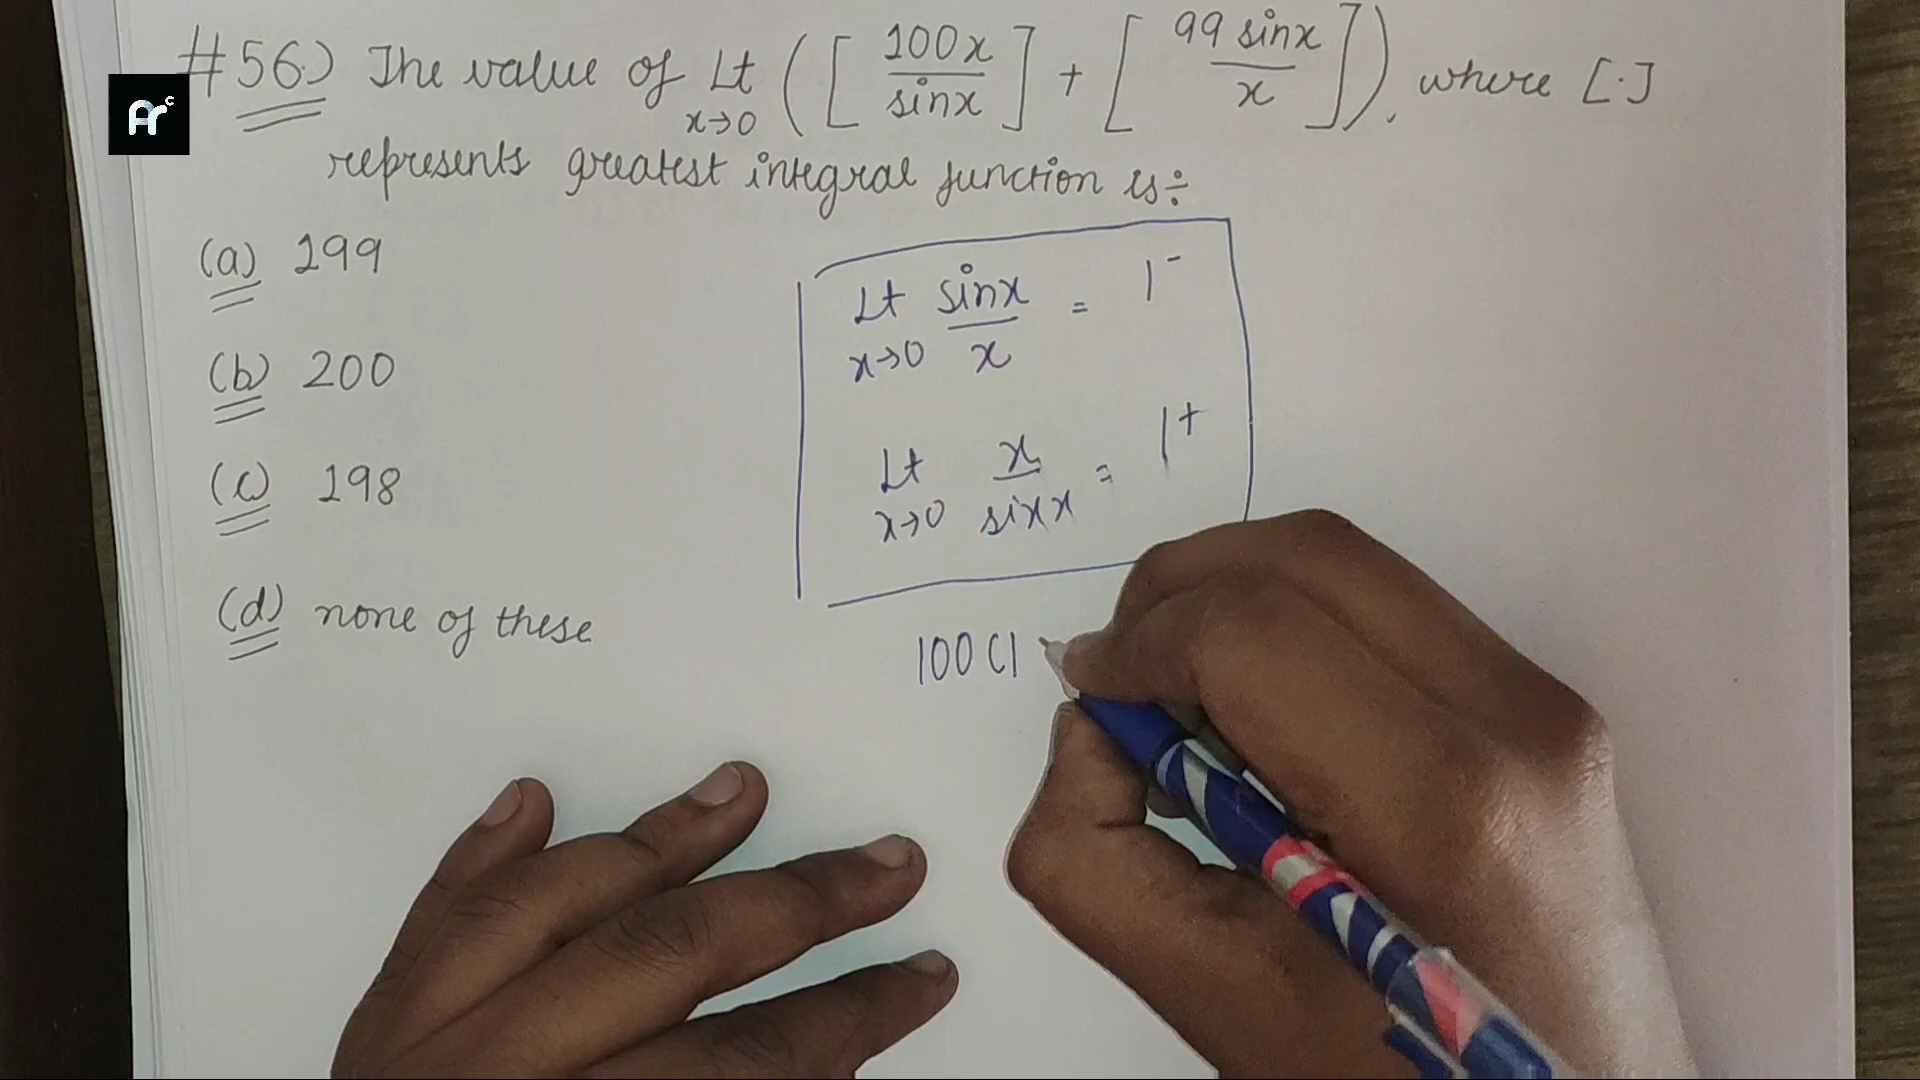 #56.) The value of Lt x→0 ([100x/sinx] + [99 sinx/x]), where [.]
represents greatest integral function is÷
(a) 199
(b) 200
(c) 198
(d) none of these
Lt x→0 sinx/x = 1⁻
Lt x→0 x/sinx = 1⁺
100 (1
Ar c